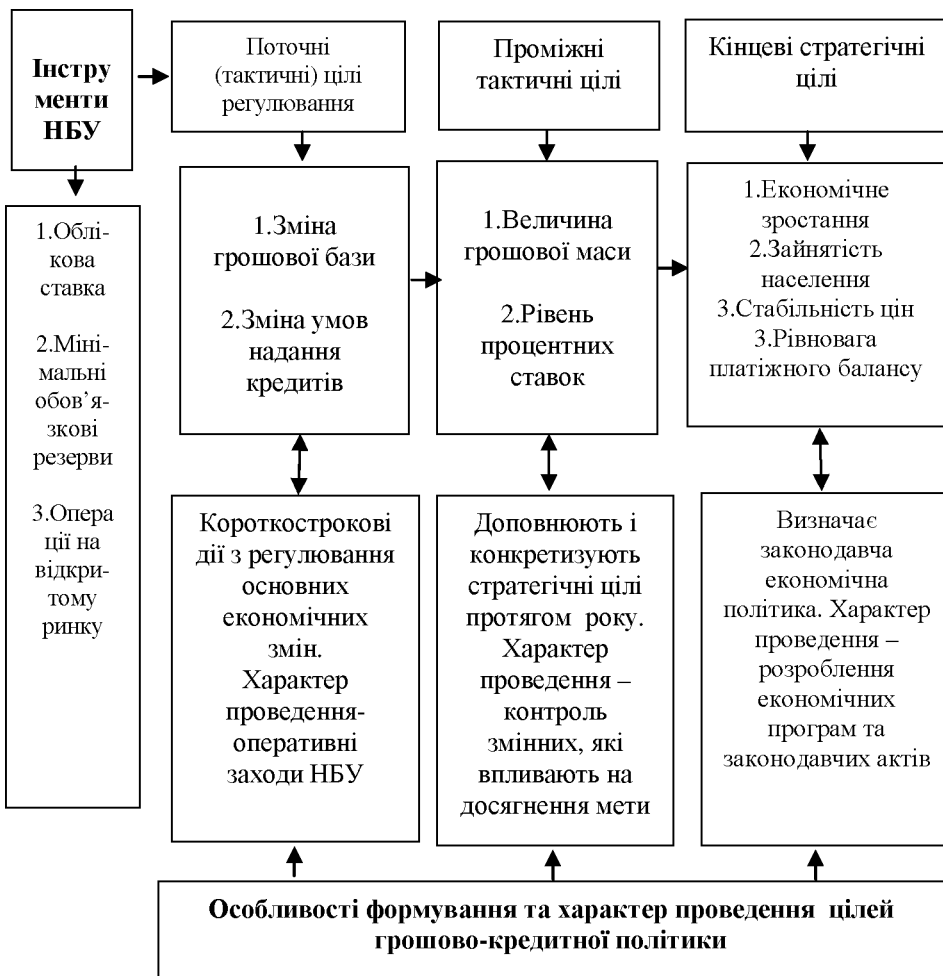 Інстру
менти
НБУ
Поточні
(тактичні) цілі
регулювання
Проміжні
тактичні цілі
Кінцеві стратегічні
цілі
1.Облі-
кова
ставка
2.Міні-
мальні
обов’я-
зкові
резерви
3.Опера
ції на
відкри-
тому
ринку
1.Зміна
грошової бази
2.Зміна умов
надання
кредитів
1.Величина
грошової маси
2.Рівень
процентних
ставок
1.Економічне
зростання
2.Зайнятість
населення
3.Стабільність цін
3.Рівновага
платіжного балансу
Короткострокові
дії з регулювання
основних
економічних
змін.
Характер
проведення-
оперативні
заходи НБУ
Доповнюють і
конкретизують
стратегічні цілі
протягом року.
Характер
проведення –
контроль
змінних, які
впливають на
досягнення мети
Визначає
законодавча
економічна
політика. Характер
проведення –
розроблення
економічних
програм та
законодавчих актів
Особливості формування та характер проведення цілей
грошово-кредитної політики